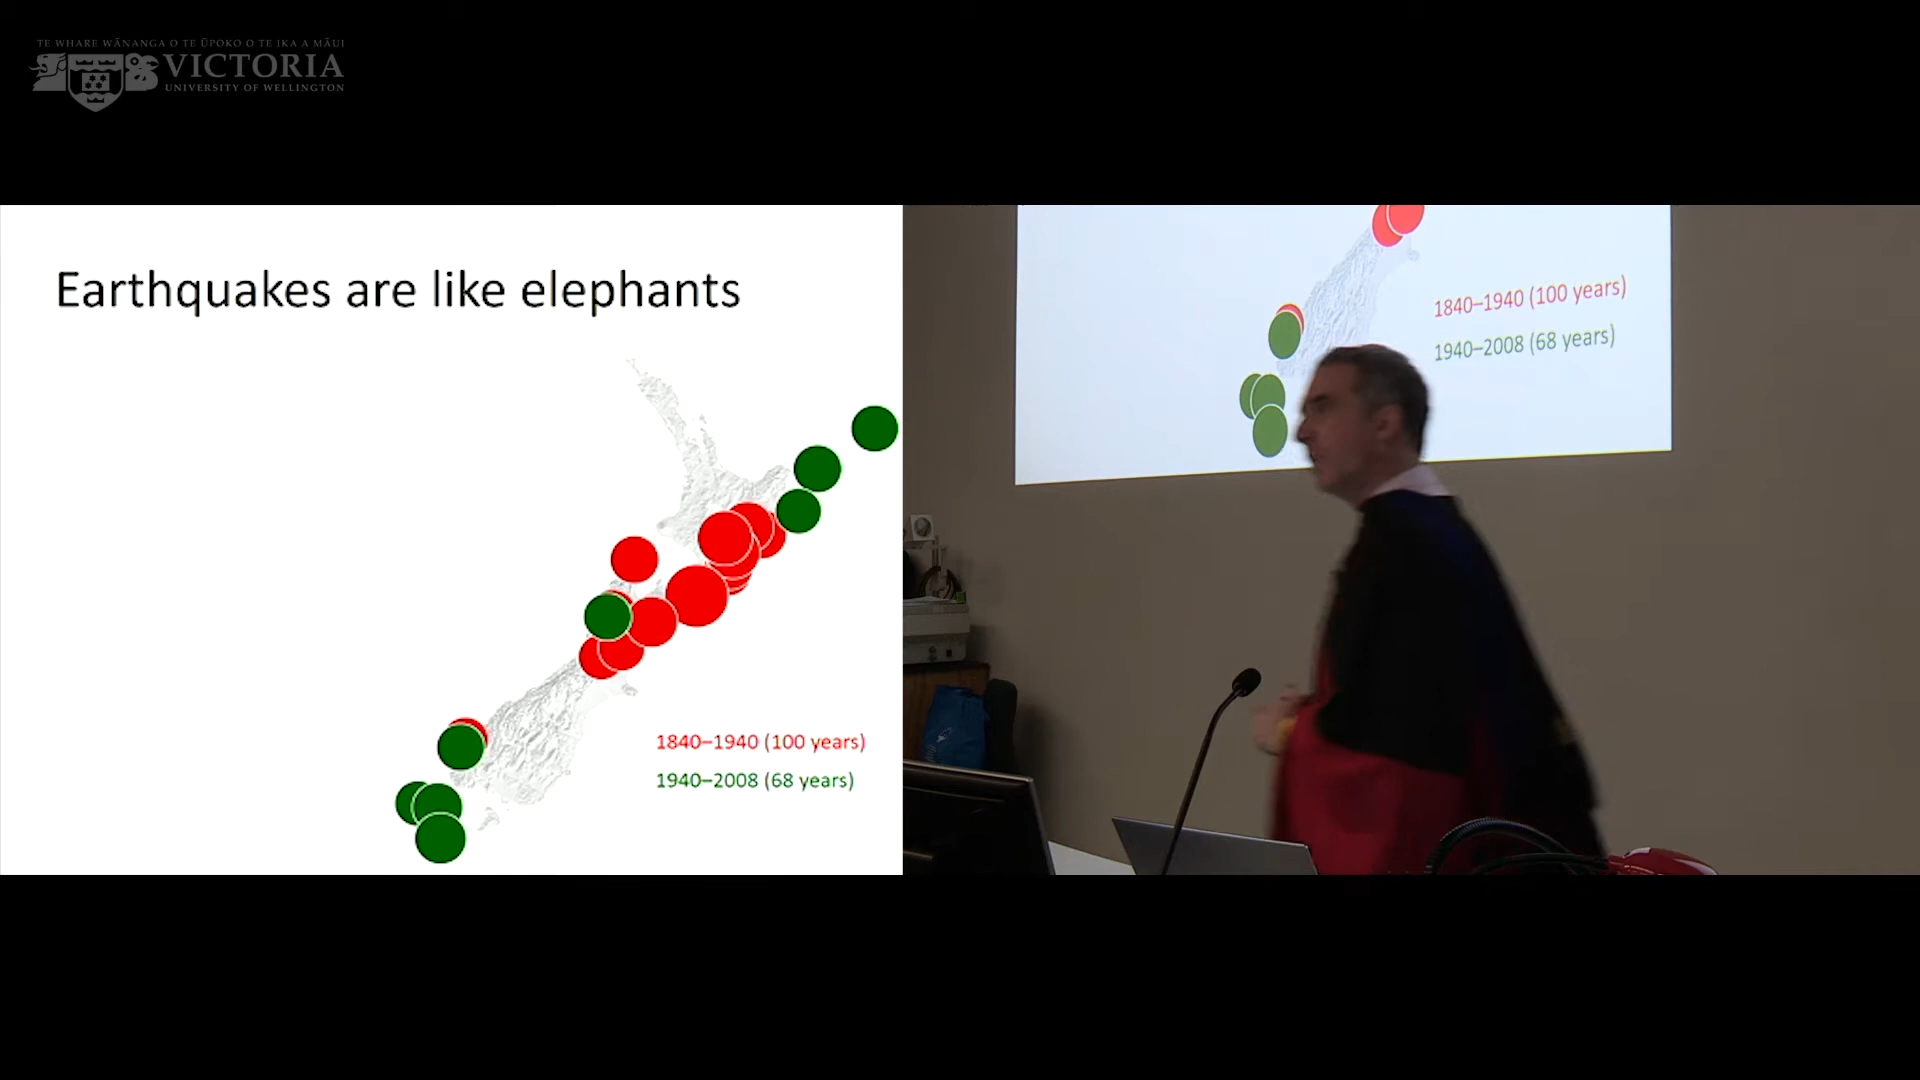 TE WHARE WĀNANGA O TE ŪPOKO O TE IKA A MĀUI
VICTORIA
UNIVERSITY OF WELLINGTON
Earthquakes are like elephants
1840–1940 (100 years)
1940–2008 (68 years)
1840–1940 (100 years)
1940–2008 (68 years)